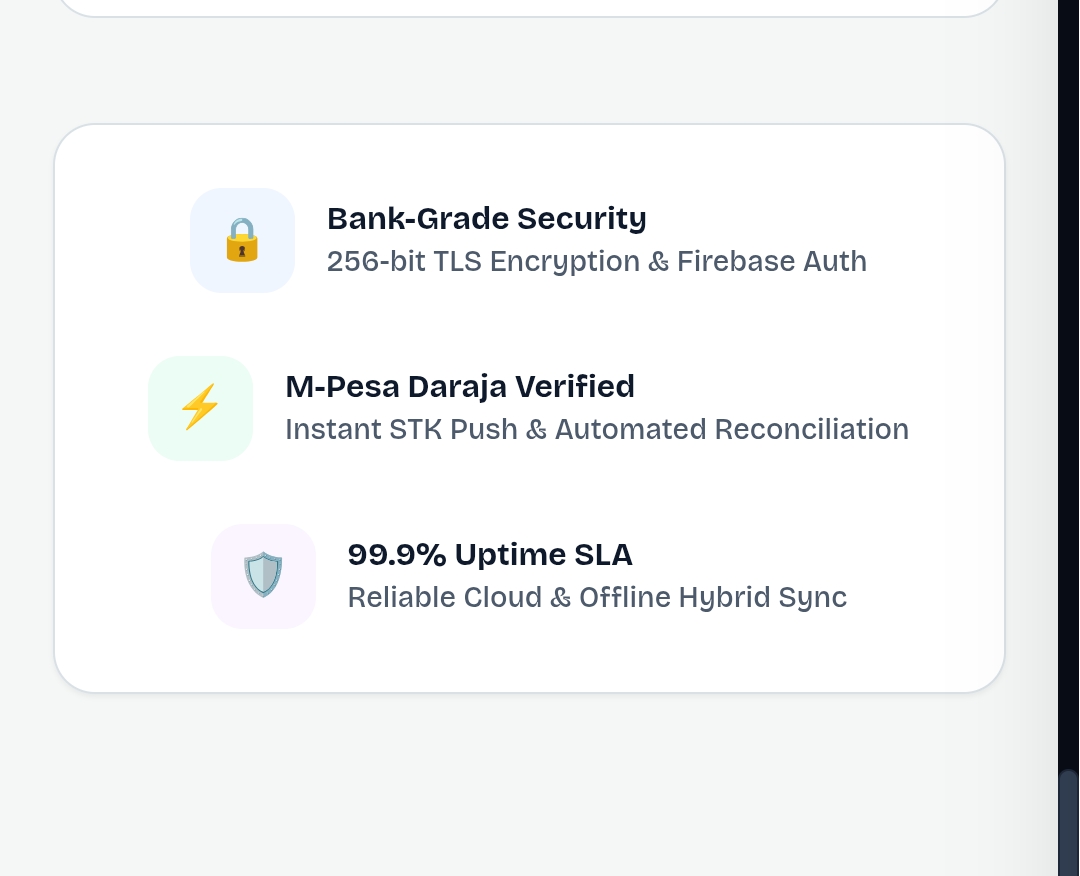 Bank-Grade Security
256-bit TLS Encryption & Firebase Auth
M-Pesa Daraja Verified
Instant STK Push & Automated Reconciliation
99.9% Uptime SLA
Reliable Cloud & Offline Hybrid Sync